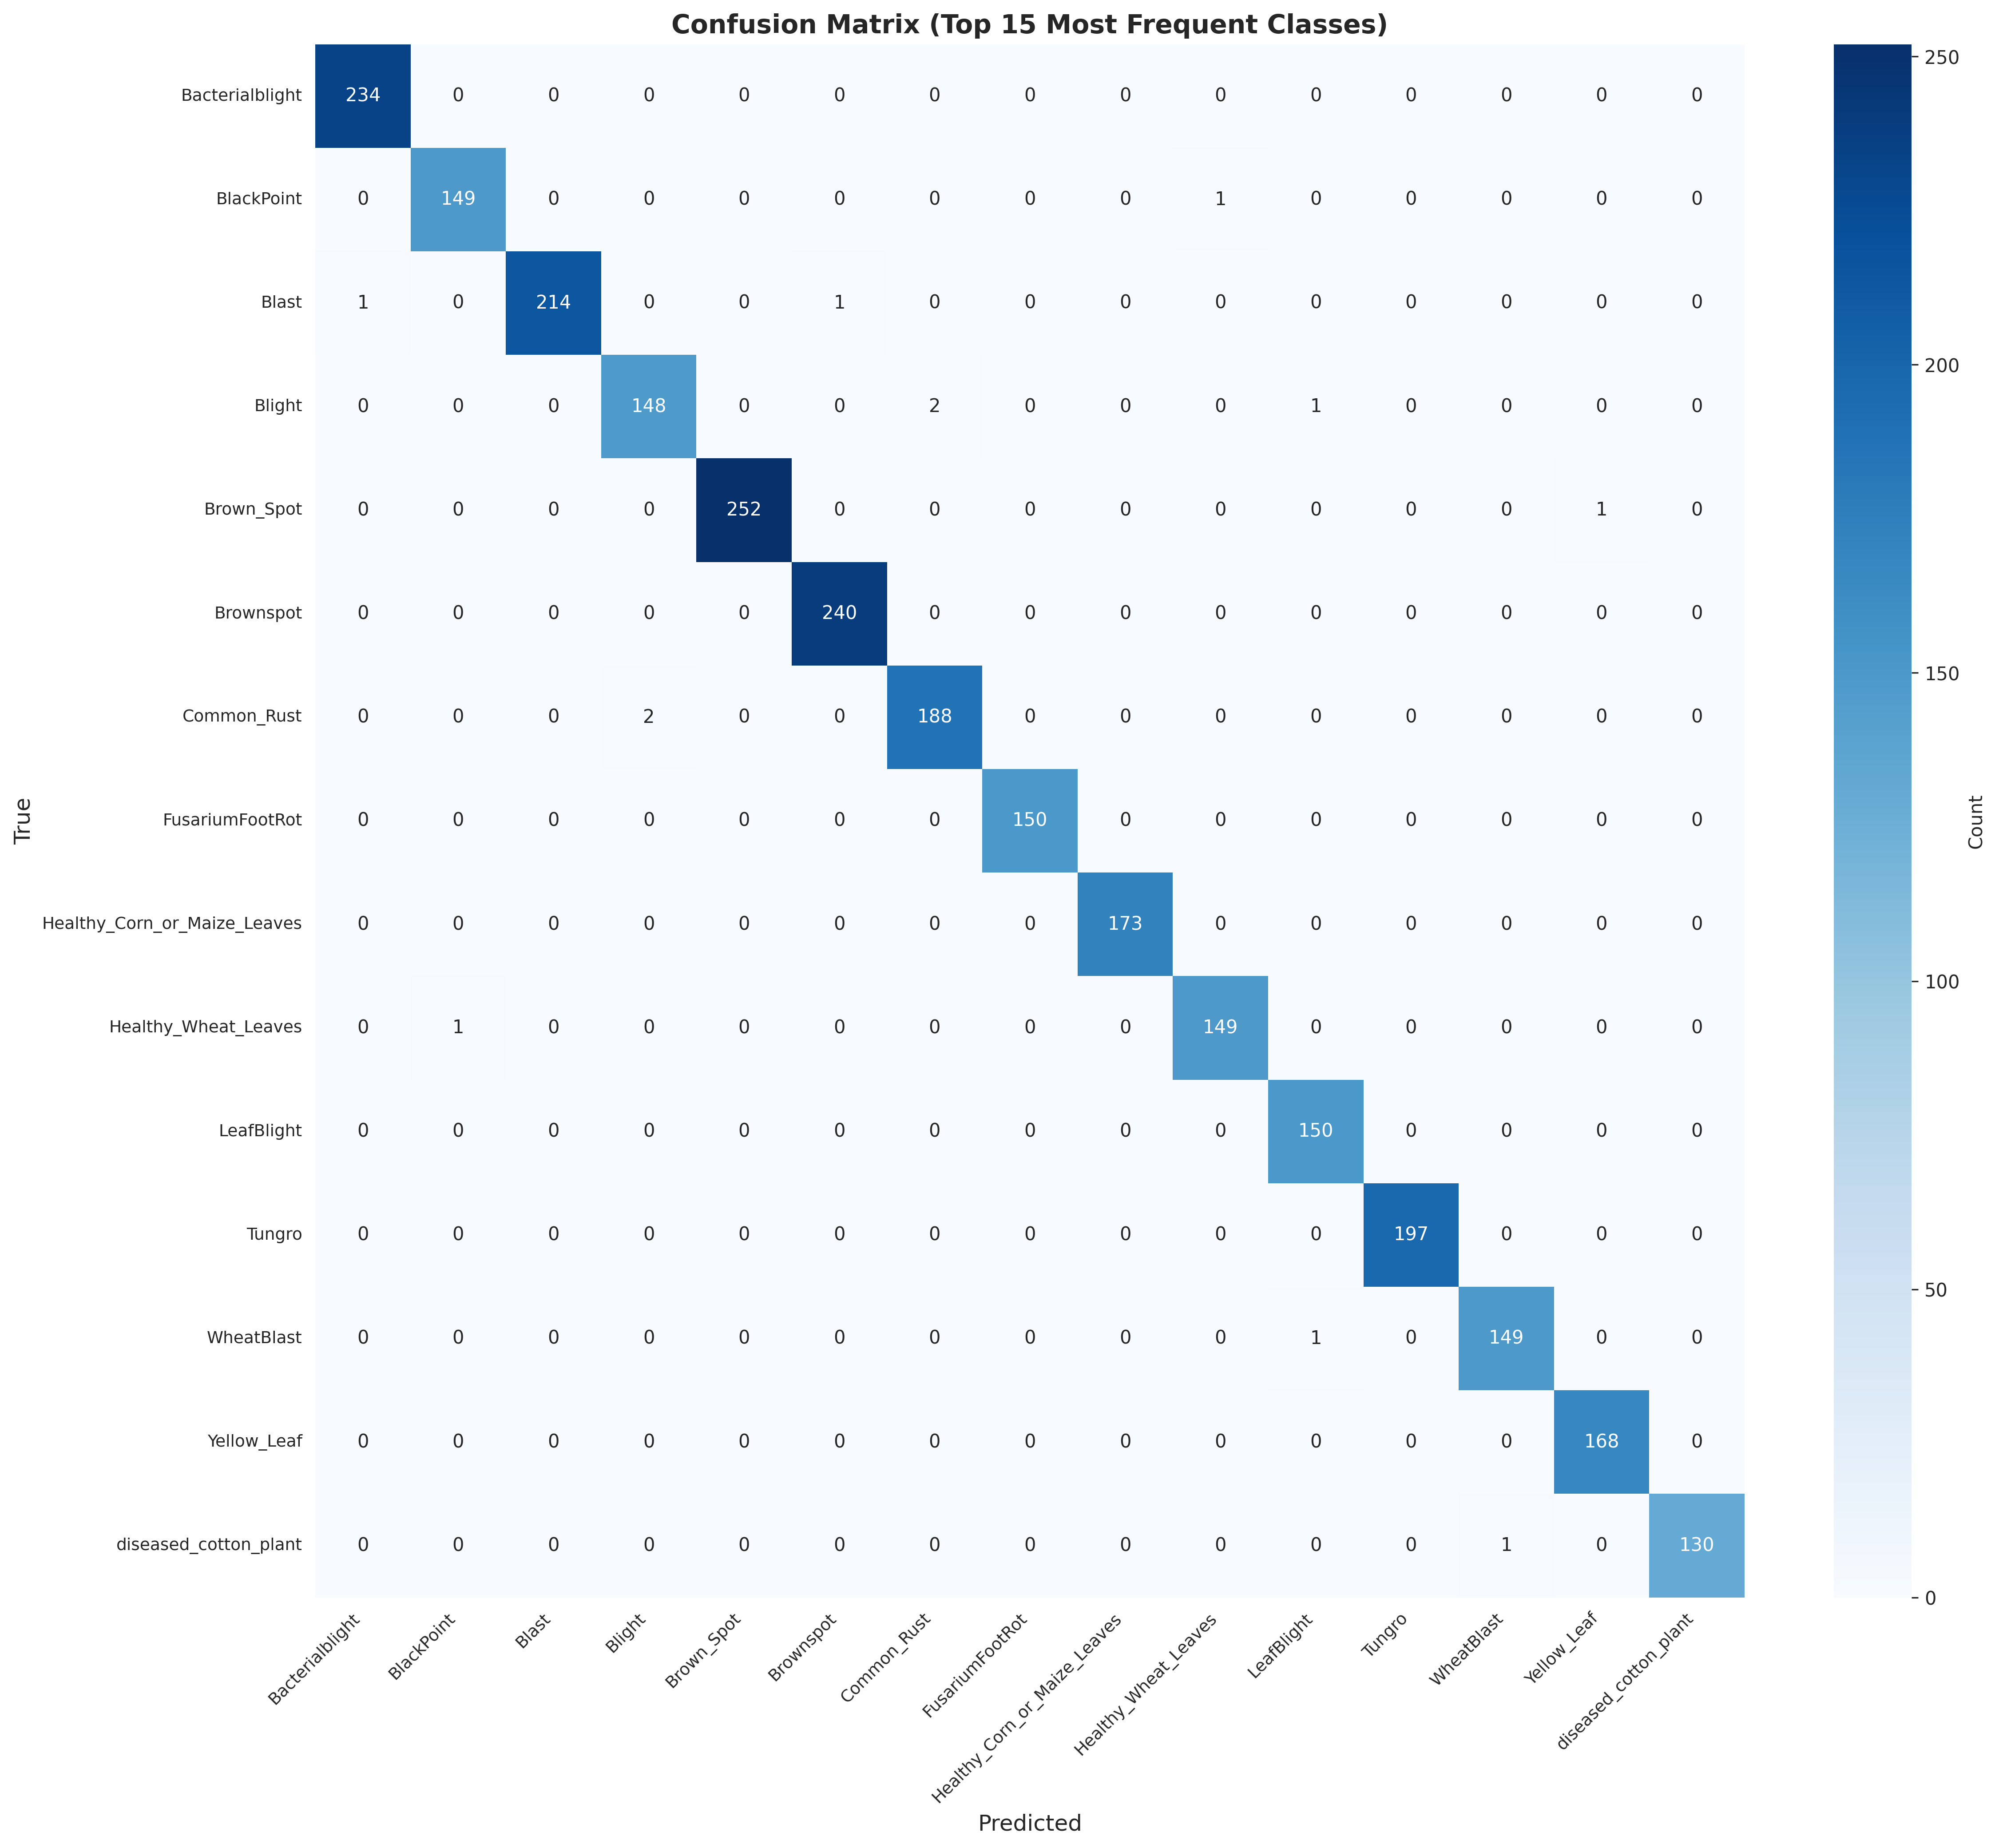 Confusion Matrix (Top 15 Most Frequent Classes)
Bacterialblight 234 0 0 0 0 0 0 0 0 0 0 0 0 0 0
BlackPoint 0 149 0 0 0 0 0 0 0 1 0 0 0 0 0
Blast 1 0 214 0 0 1 0 0 0 0 0 0 0 0 0
Blight 0 0 0 148 0 0 2 0 0 0 1 0 0 0 0
Brown_Spot 0 0 0 0 252 0 0 0 0 0 0 0 0 1 0
Brownspot 0 0 0 0 0 240 0 0 0 0 0 0 0 0 0
Common_Rust 0 0 0 2 0 0 188 0 0 0 0 0 0 0 0
FusariumFootRot 0 0 0 0 0 0 0 150 0 0 0 0 0 0 0
Healthy_Corn_or_Maize_Leaves 0 0 0 0 0 0 0 0 173 0 0 0 0 0 0
Healthy_Wheat_Leaves 0 1 0 0 0 0 0 0 0 149 0 0 0 0 0
LeafBlight 0 0 0 0 0 0 0 0 0 0 150 0 0 0 0
Tungro 0 0 0 0 0 0 0 0 0 0 0 197 0 0 0
WheatBlast 0 0 0 0 0 0 0 0 0 0 1 0 149 0 0
Yellow_Leaf 0 0 0 0 0 0 0 0 0 0 0 0 0 168 0
diseased_cotton_plant 0 0 0 0 0 0 0 0 0 0 0 0 1 0 130
True
Bacterialblight
BlackPoint
Blast
Blight
Brown_Spot
Brownspot
Common_Rust
FusariumFootRot
Healthy_Corn_or_Maize_Leaves
Healthy_Wheat_Leaves
LeafBlight
Tungro
WheatBlast
Yellow_Leaf
diseased_cotton_plant
Predicted
250
200
150
100
50
0
Count